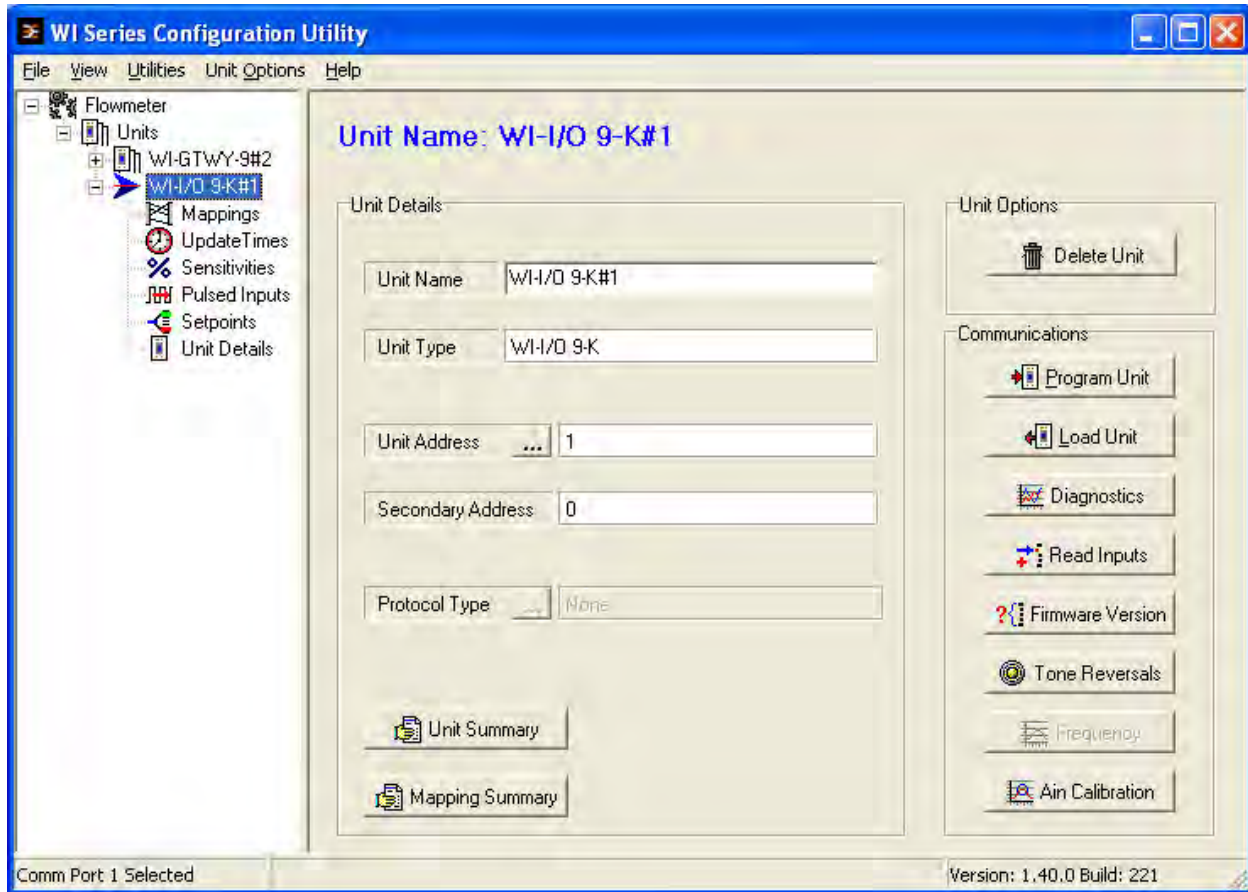 WI Series Configuration Utility
File View Utilities Unit Options Help
Flowmeter
Units
WI-GTWY-9#2
WI-I/O 9-K#1
Mappings
UpdateTimes
Sensitivities
Pulsed Inputs
Setpoints
Unit Details
Unit Name: WI-I/O 9-K#1
Unit Details
Unit Name WI-I/O 9-K#1
Unit Type WI-I/O 9-K
Unit Address ... 1
Secondary Address 0
Protocol Type ... None
Unit Summary
Mapping Summary
Unit Options
Delete Unit
Communications
Program Unit
Load Unit
Diagnostics
Read Inputs
Firmware Version
Tone Reversals
Frequency
Ain Calibration
Comm Port 1 Selected
Version: 1.40.0 Build: 221